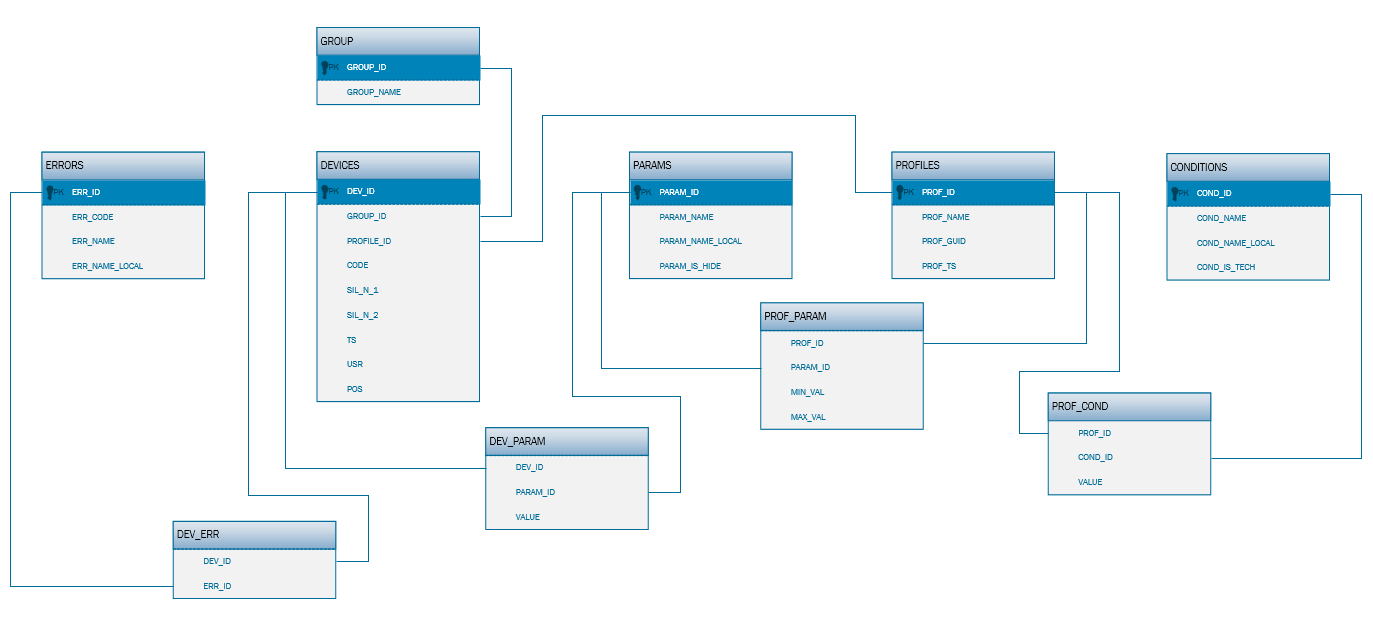 GROUP
PK GROUP_ID
GROUP_NAME
ERRORS
PK ERR_ID
ERR_CODE
ERR_NAME
ERR_NAME_LOCAL
DEVICES
PK DEV_ID
GROUP_ID
PROFILE_ID
CODE
SIL_N_1
SIL_N_2
TS
USR
POS
PARAMS
PK PARAM_ID
PARAM_NAME
PARAM_NAME_LOCAL
PARAM_IS_HIDE
PROFILES
PK PROF_ID
PROF_NAME
PROF_GUID
PROF_TS
CONDITIONS
PK COND_ID
COND_NAME
COND_NAME_LOCAL
COND_IS_TECH
PROF_PARAM
PROF_ID
PARAM_ID
MIN_VAL
MAX_VAL
PROF_COND
PROF_ID
COND_ID
VALUE
DEV_PARAM
DEV_ID
PARAM_ID
VALUE
DEV_ERR
DEV_ID
ERR_ID